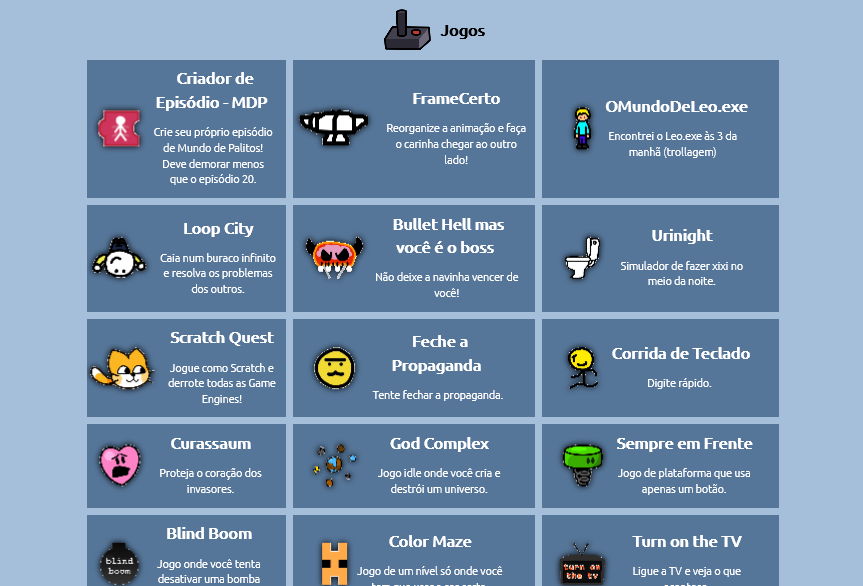 Jogos
Criador de
Episódio - MDP
Crie seu próprio episódio
de Mundo de Palitos!
Deve demorar menos
que o episódio 20.
FrameCerto
Reorganize a animação e faça
o carinha chegar ao outro
lado!
OMundoDeLeo.exe
Encontrei o Leo.exe às 3 da
manhã (trollagem)
Loop City
Caia num buraco infinito
e resolva os problemas
dos outros.
Bullet Hell mas
você é o boss
Não deixe a navinha vencer de
você!
Urinight
Simulador de fazer xixi no
meio da noite.
Scratch Quest
Jogue como Scratch e
derrote todas as Game
Engines!
Feche a
Propaganda
Tente fechar a propaganda.
Corrida de Teclado
Digite rápido.
Curassaum
Proteja o coração dos
invasores.
God Complex
Jogo idle onde você cria e
destrói um universo.
Sempre em Frente
Jogo de plataforma que usa
apenas um botão.
blind
boom
Blind Boom
Jogo onde você tenta
desativar uma bomba
Color Maze
Jogo de um nível só onde você
turn on
the tv
Turn on the TV
Ligue a TV e veja o que